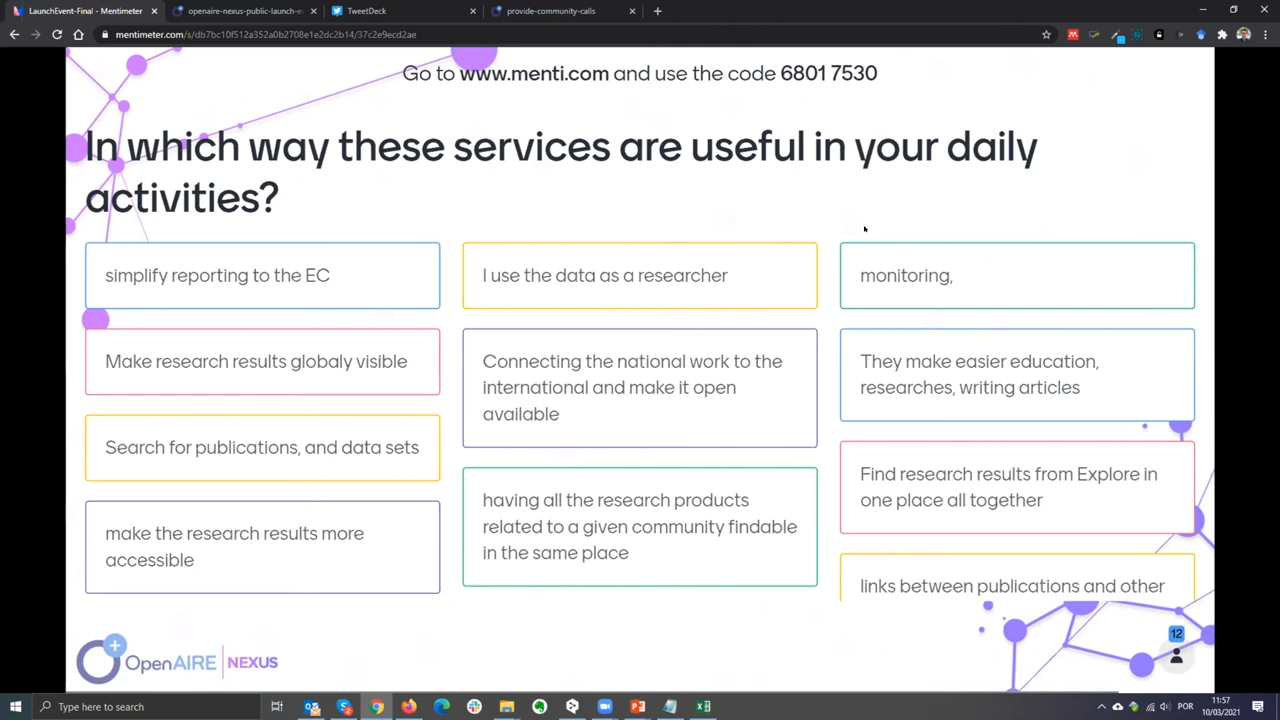 LaunchEvent-Final - Mentimeter
openaire-nexus-public-launch-e
TweetDeck
provide-community-calls
mentimeter.com/s/db7bc10f512a352a0b2708e1e2dc2b14/37c2e9ecd2ae
Go to www.menti.com and use the code 6801 7530
In which way these services are useful in your daily
activities?
simplify reporting to the EC
Make research results globaly visible
Search for publications, and data sets
make the research results more
accessible
I use the data as a researcher
Connecting the national work to the
international and make it open
available
having all the research products
related to a given community findable
in the same place
monitoring,
They make easier education,
researches, writing articles
Find research results from Explore in
one place all together
links between publications and other
OpenAIRE NEXUS
12
Type here to search
POR
11:57
10/03/2021